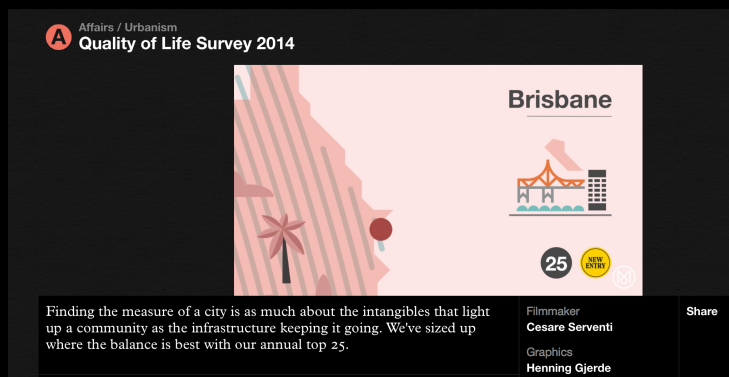 A
Affairs / Urbanism
Quality of Life Survey 2014
Brisbane
25
NEW
ENTRY
Finding the measure of a city is as much about the intangibles that light
up a community as the infrastructure keeping it going. We've sized up
where the balance is best with our annual top 25.
Filmmaker
Cesare Serventi
Graphics
Henning Gjerde
Share